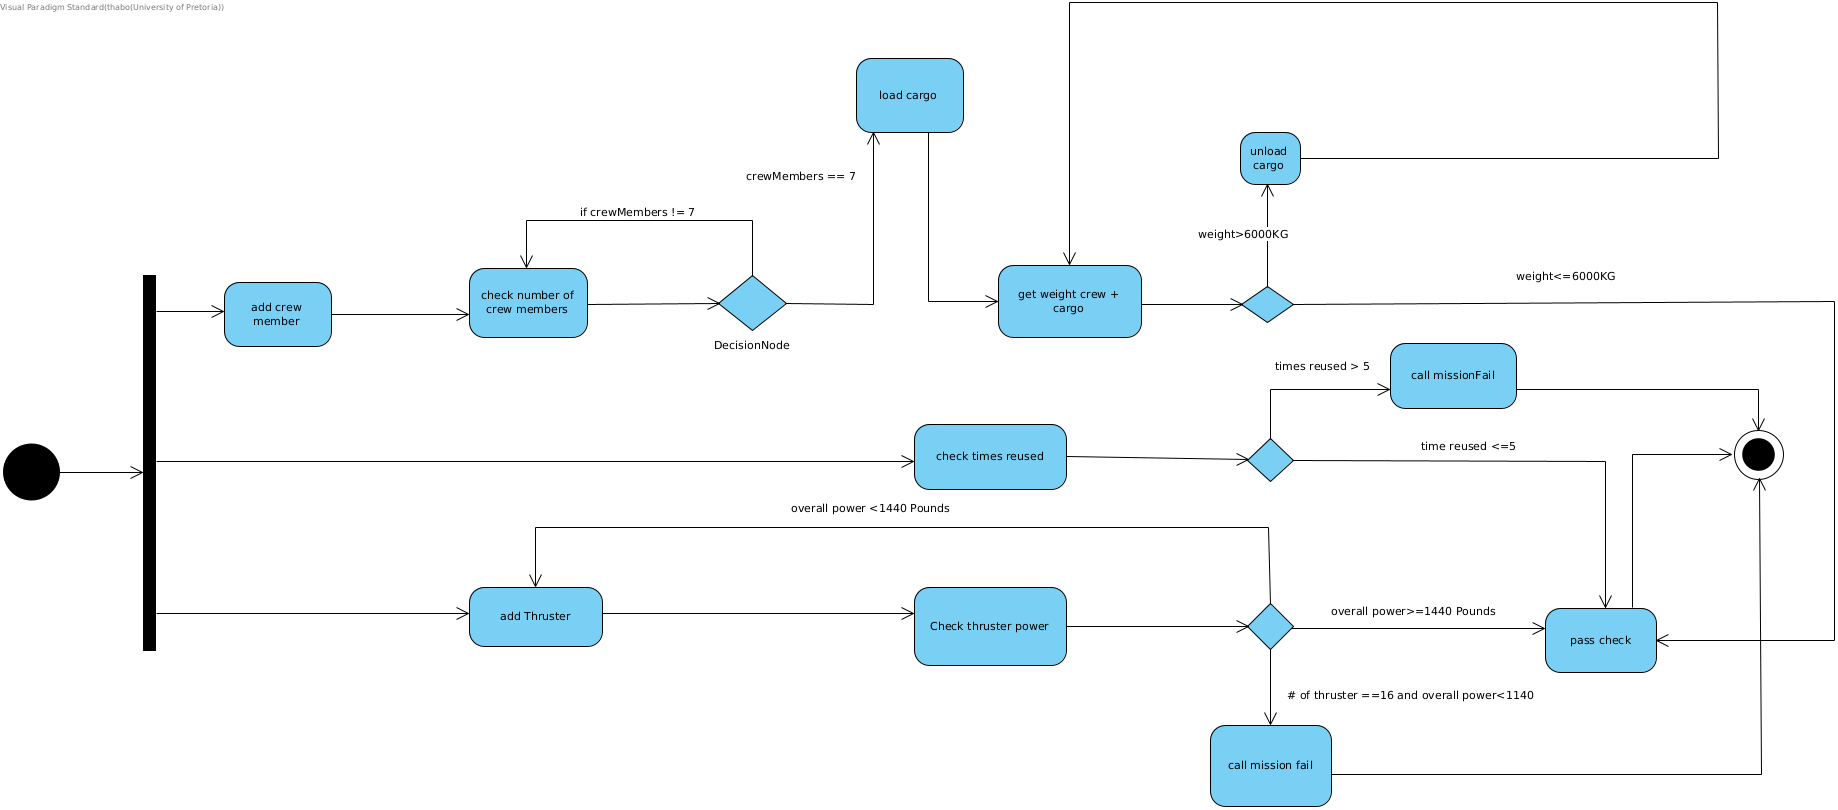 Visual Paradigm Standard(thabo(University of Pretoria))
load cargo
unload
cargo
crewMembers == 7
if crewMembers != 7
weight>6000KG
weight<=6000KG
add crew
member
check number of
crew members
get weight crew +
cargo
DecisionNode
times reused > 5
call missionFail
check times reused
time reused <=5
overall power <1440 Pounds
add Thruster
Check thruster power
overall power>=1440 Pounds
pass check
# of thruster ==16 and overall power<1140
call mission fail